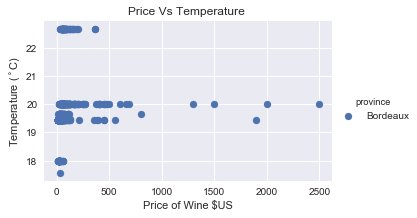 Price Vs Temperature
22
21
20
19
18
Temperature (°C)
0
500
1000
1500
2000
2500
Price of Wine $US
province
Bordeaux